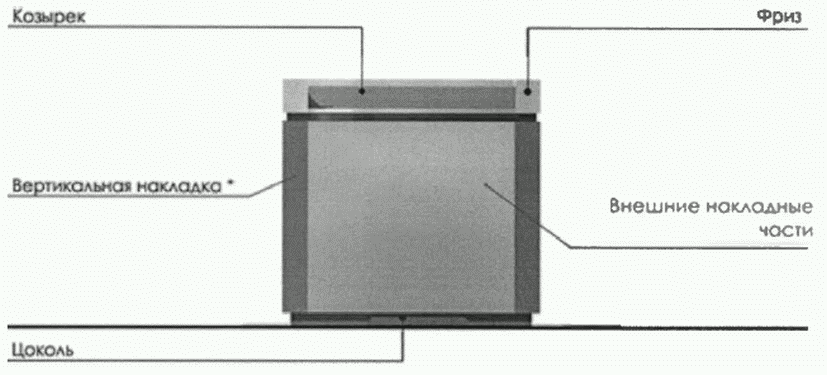 Козырек
Фриз
Вертикальная накладка *
Внешние накладные
части
Цоколь